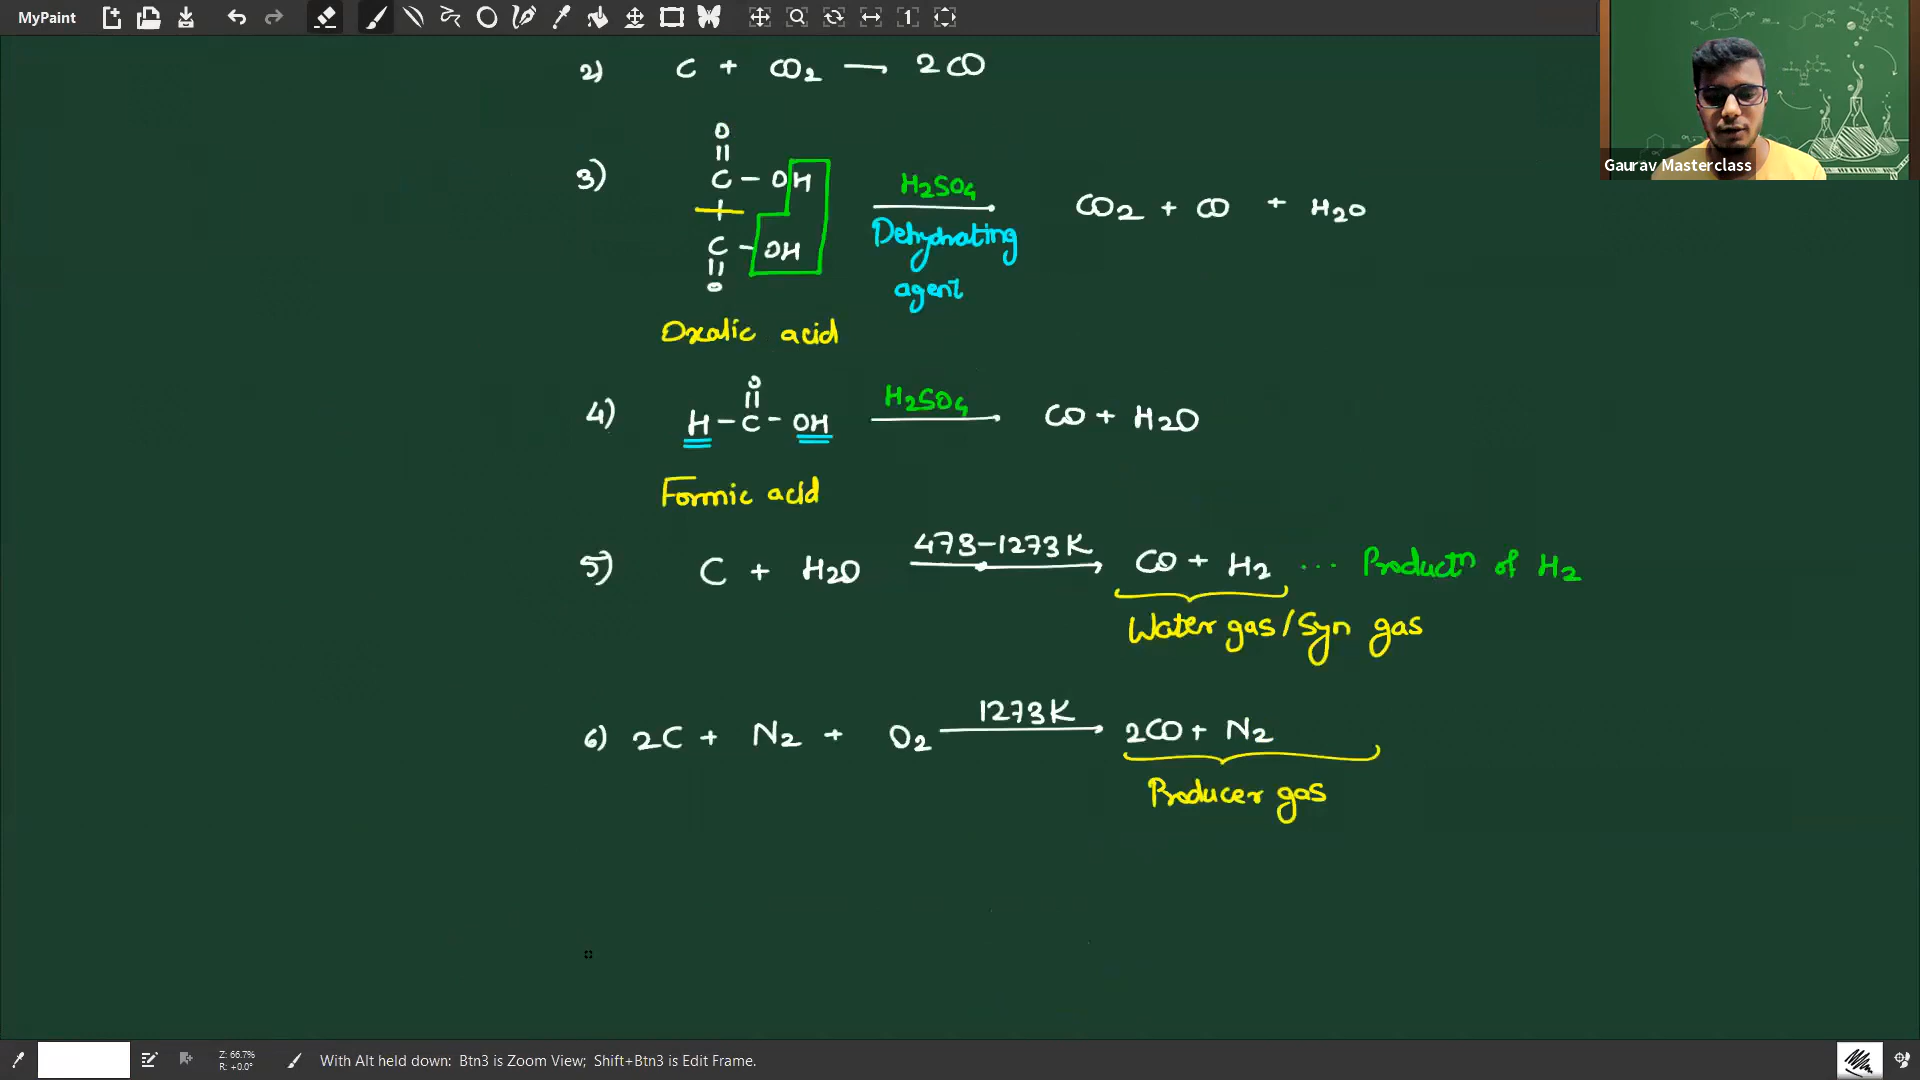 MyPaint
1
Gaurav Masterclass
2) C + CO2 — 2CO
O
3) C - OH H2SO4 CO2 + CO + H2O
C - OH Dehydrating
O agent
Oxalic acid
O
4) H - C - OH H2SO4 CO + H2O
Formic acid
473-1273K
5) C + H2O CO + H2 ... Productn of H2
Water gas/Syn gas
1273K
6) 2C + N2 + O2 2CO + N2
Producer gas
Z: 66.7%
R: +0.0°
With Alt held down: Btn3 is Zoom View; Shift+Btn3 is Edit Frame.